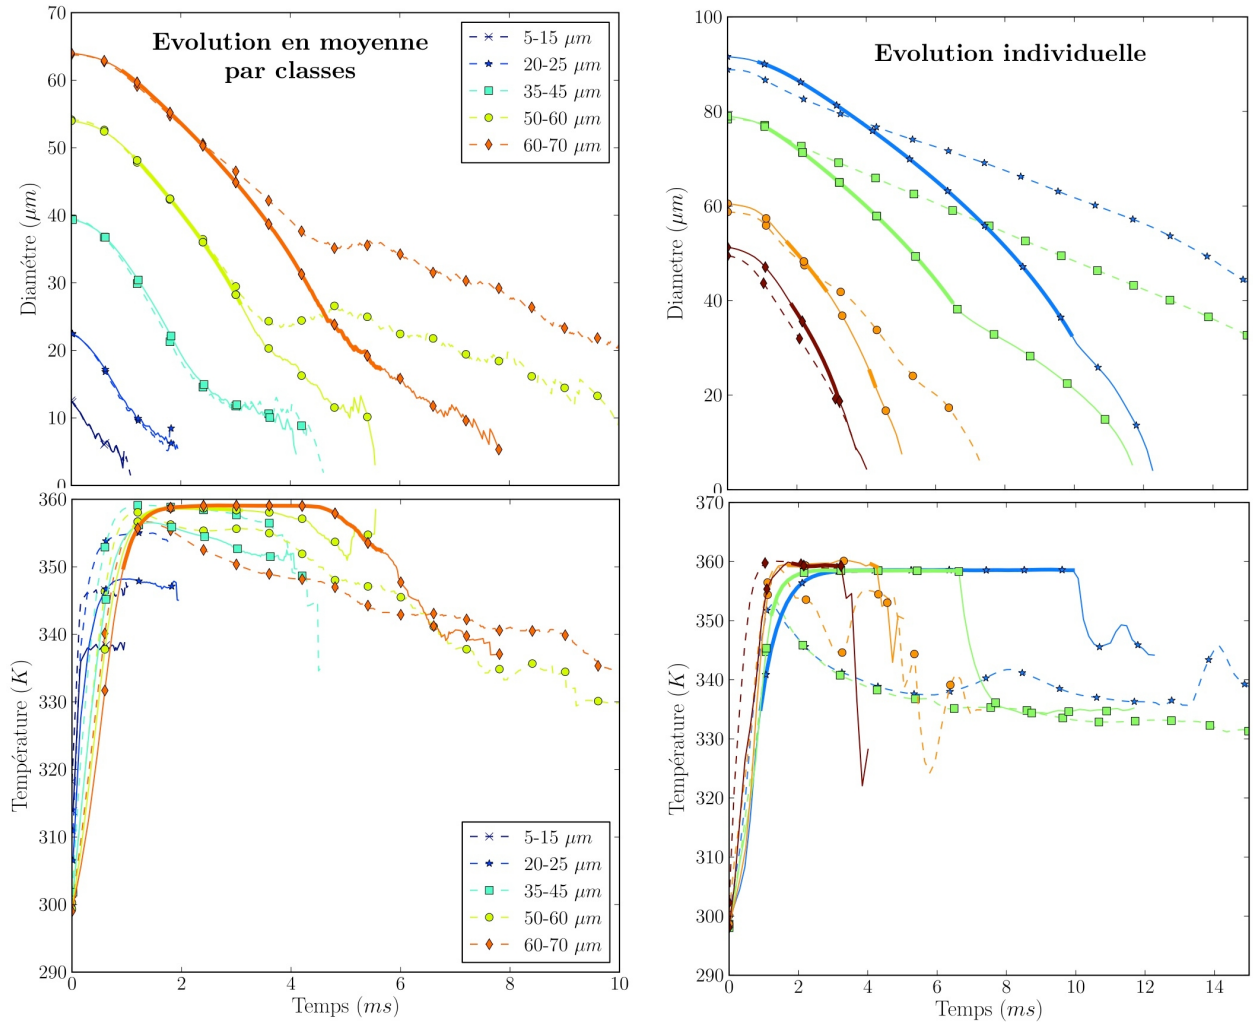 Evolution en moyenne
par classes
5-15 μm
20-25 μm
35-45 μm
50-60 μm
60-70 μm
70
60
50
40
30
20
10
0
Diamétre (μm)
Evolution individuelle
100
80
60
40
20
0
Diametre (μm)
360
350
340
330
320
310
300
290
Température (K)
5-15 μm
20-25 μm
35-45 μm
50-60 μm
60-70 μm
0
2
4
6
8
10
Temps (ms)
370
360
350
340
330
320
310
300
290
Température (K)
0
2
4
6
8
10
12
14
Temps (ms)